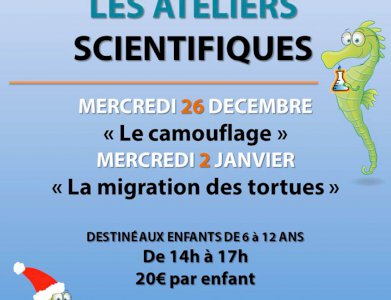 LES ATELIERS
SCIENTIFIQUES
MERCREDI 26 DECEMBRE
« Le camouflage »
MERCREDI 2 JANVIER
« La migration des tortues »
DESTINÉ AUX ENFANTS DE 6 à 12 ANS
De 14h à 17h
20€ par enfant